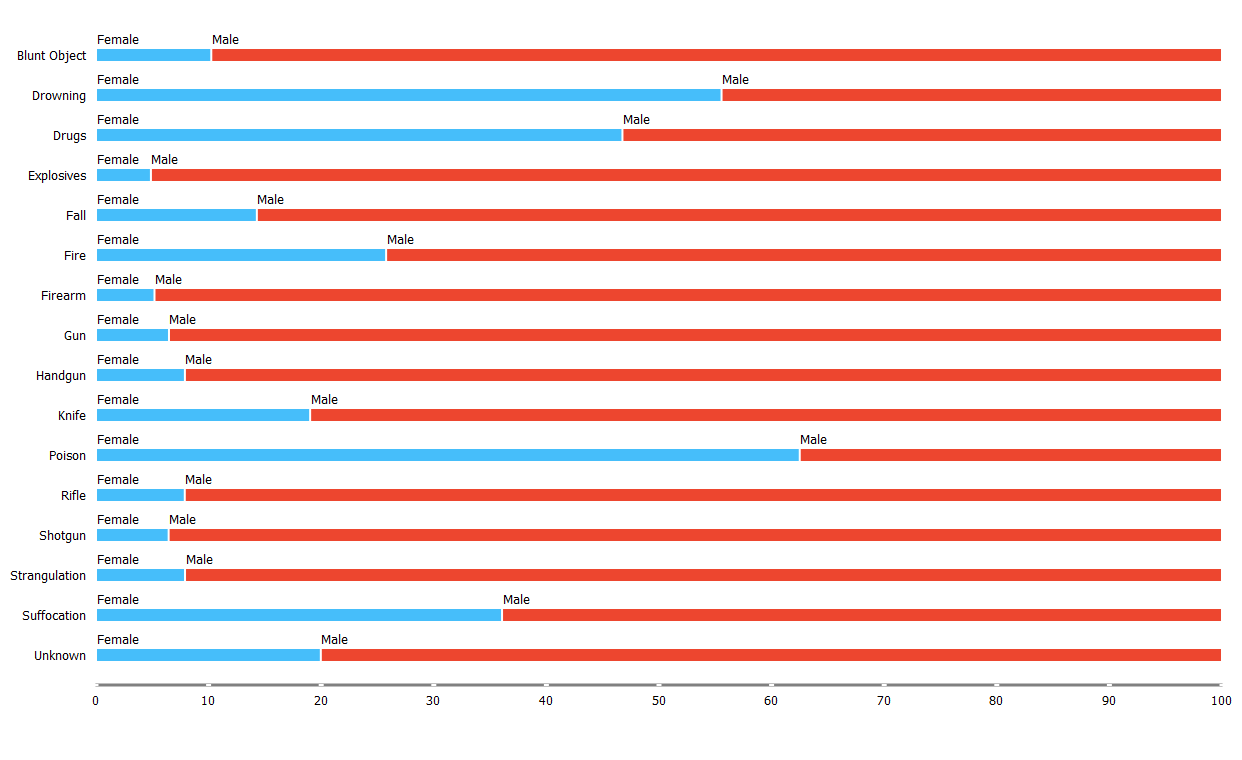 Female Male
Blunt Object
Female Male
Drowning
Female Male
Drugs
Female Male
Explosives
Female Male
Fall
Female Male
Fire
Female Male
Firearm
Female Male
Gun
Female Male
Handgun
Female Male
Knife
Female Male
Poison
Female Male
Rifle
Female Male
Shotgun
Female Male
Strangulation
Female Male
Suffocation
Female Male
Unknown
0 10 20 30 40 50 60 70 80 90 100